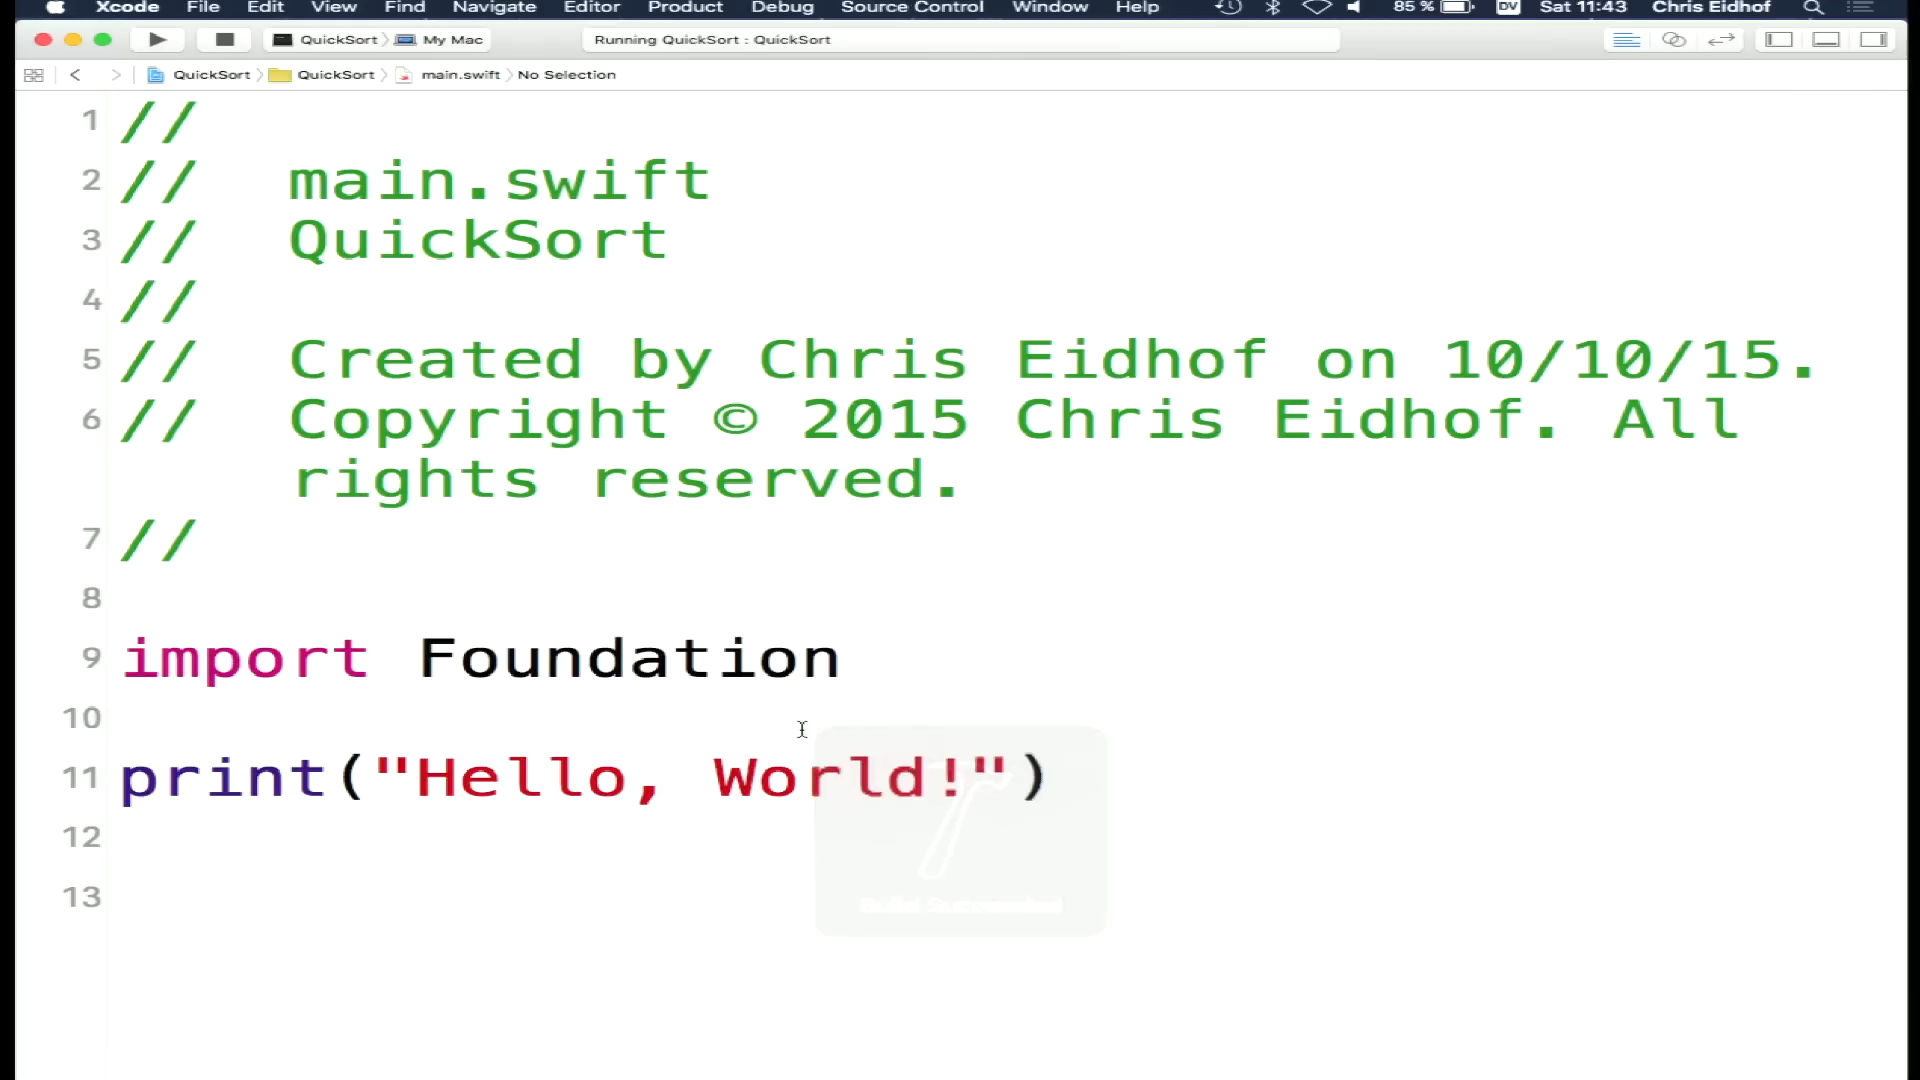 Xcode File Edit View Find Navigate Editor Product Debug Source Control Window Help 85 % DV Sat 11:43 Chris Eidhof
QuickSort My Mac Running QuickSort : QuickSort
QuickSort QuickSort main.swift No Selection
1 //
2 // main.swift
3 // QuickSort
4 //
5 // Created by Chris Eidhof on 10/10/15.
6 // Copyright © 2015 Chris Eidhof. All
rights reserved.
7 //
8
9 import Foundation
10
11 print("Hello, World!")
12
13
Build Succeeded